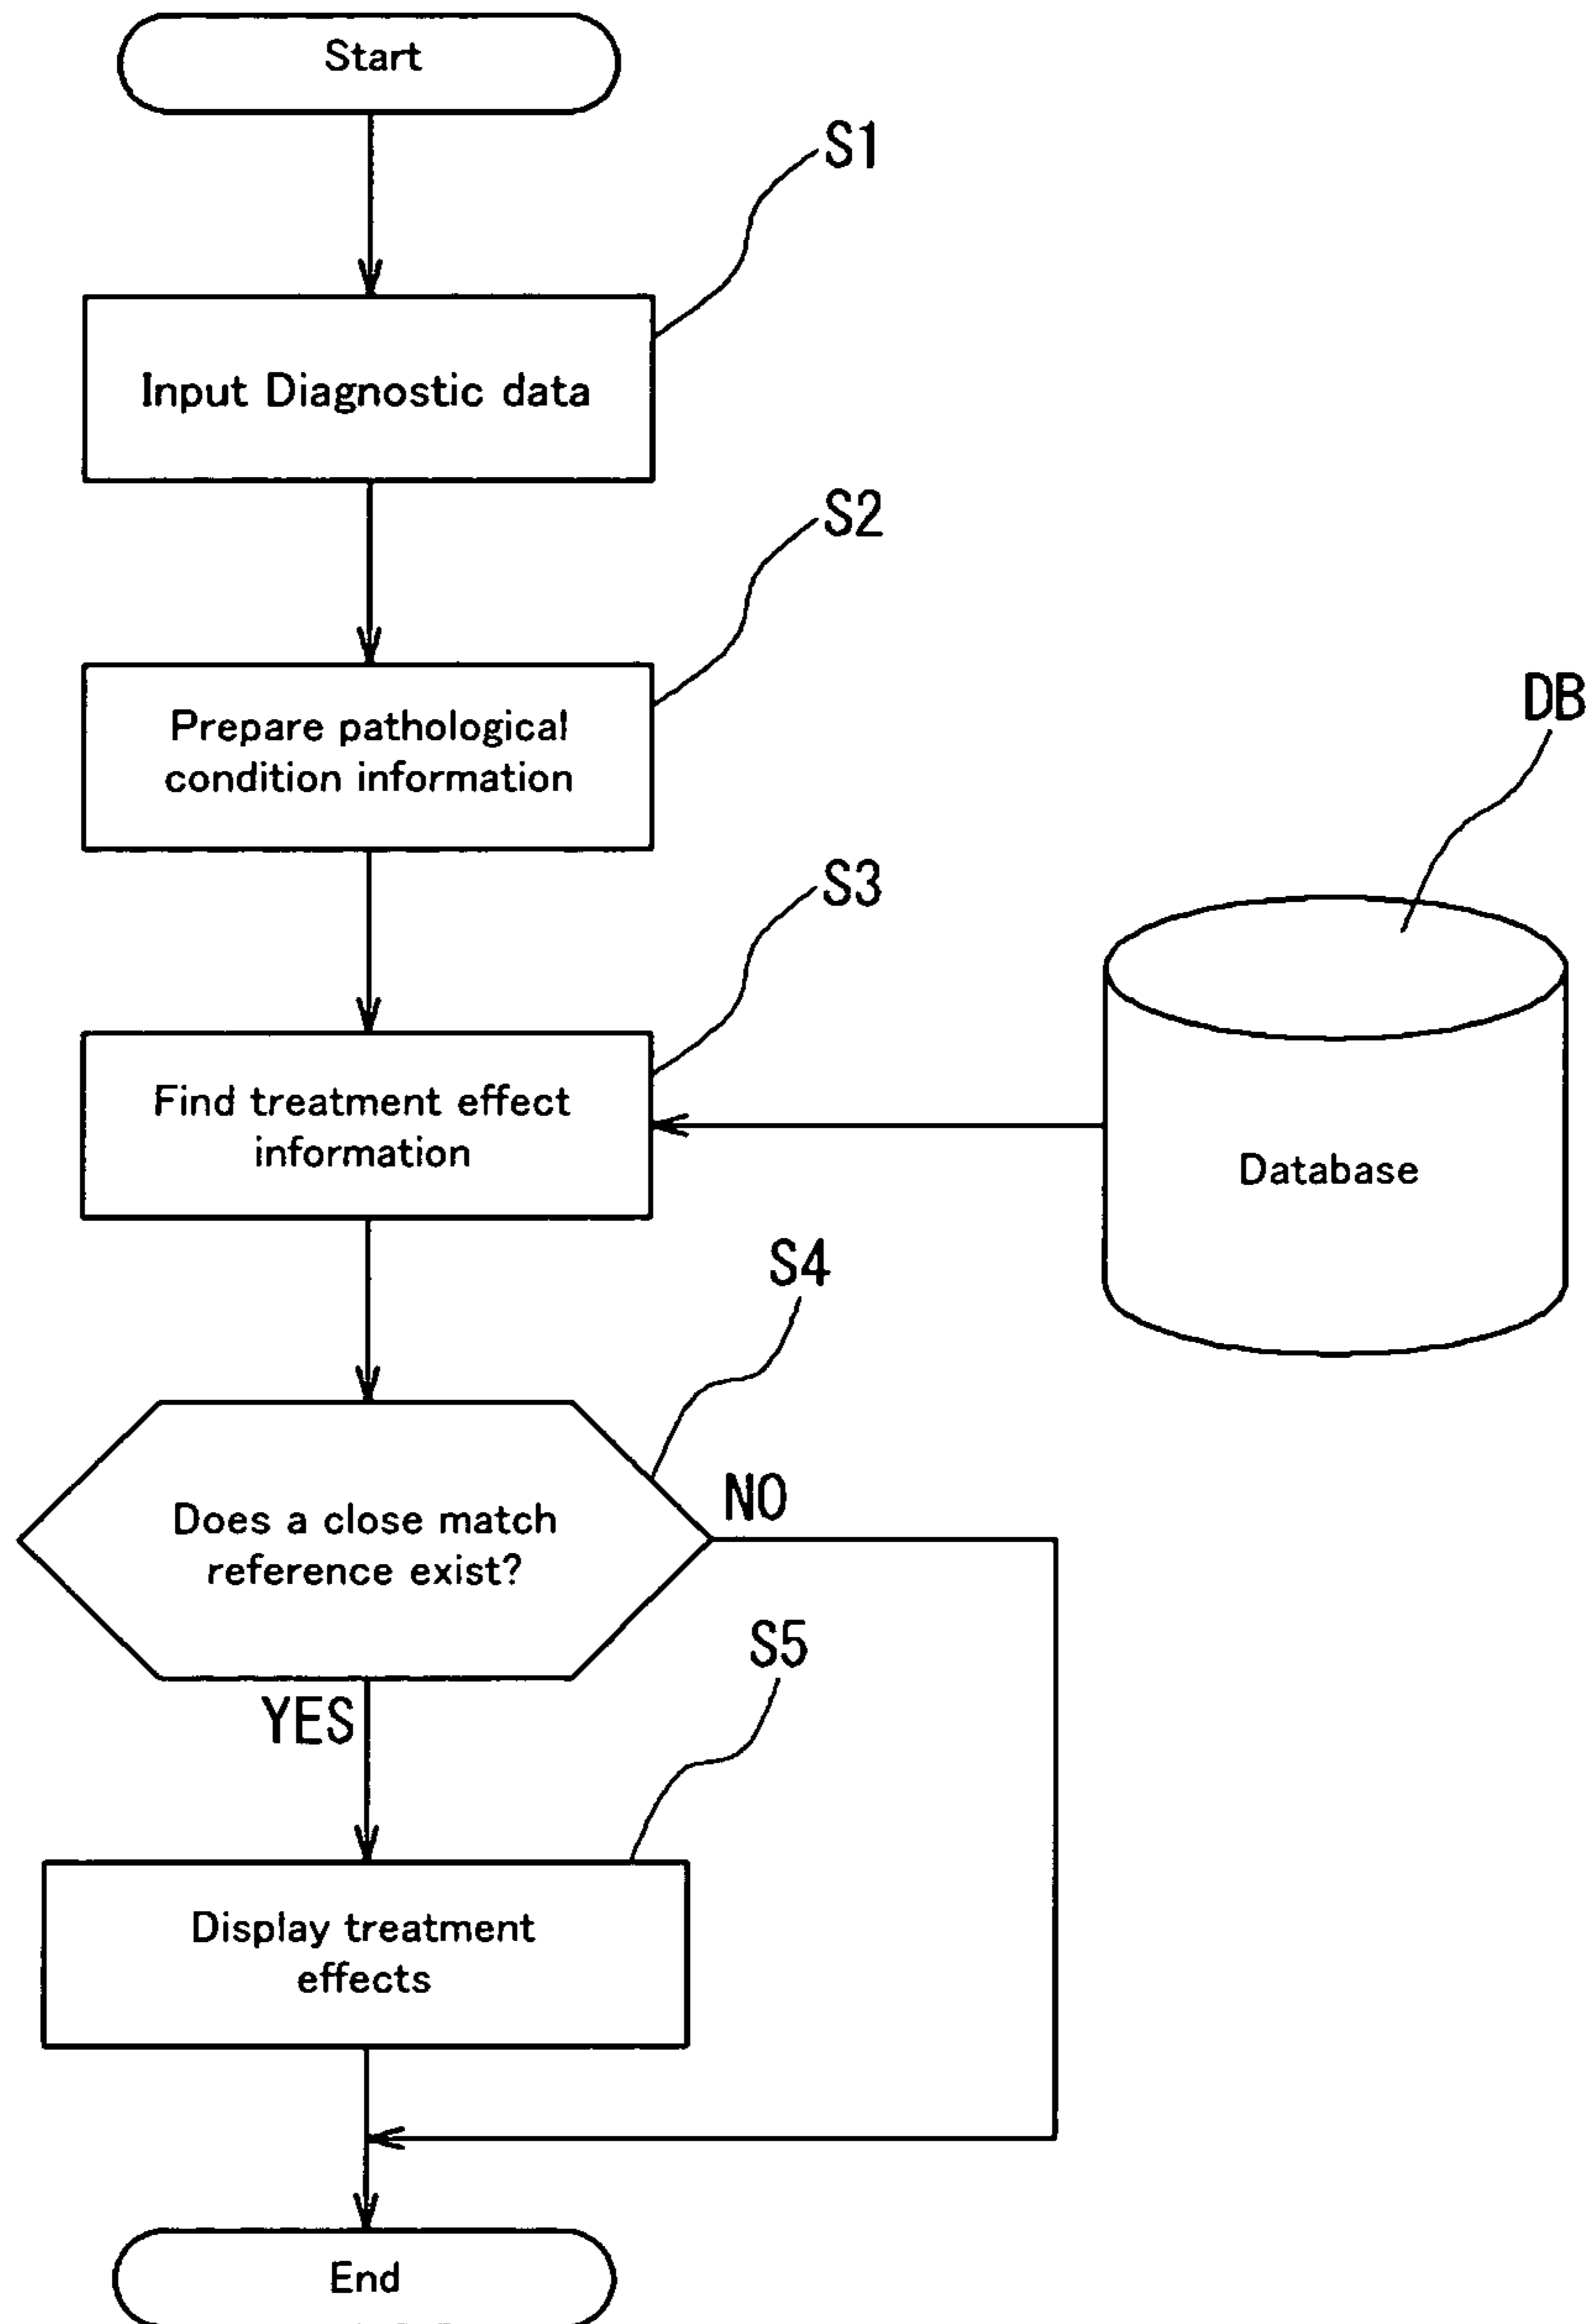 Start
S1
Input Diagnostic data
S2
Prepare pathological
condition information
DB
S3
Find treatment effect
information
Database
S4
Does a close match
reference exist?
NO
YES
S5
Display treatment
effects
End